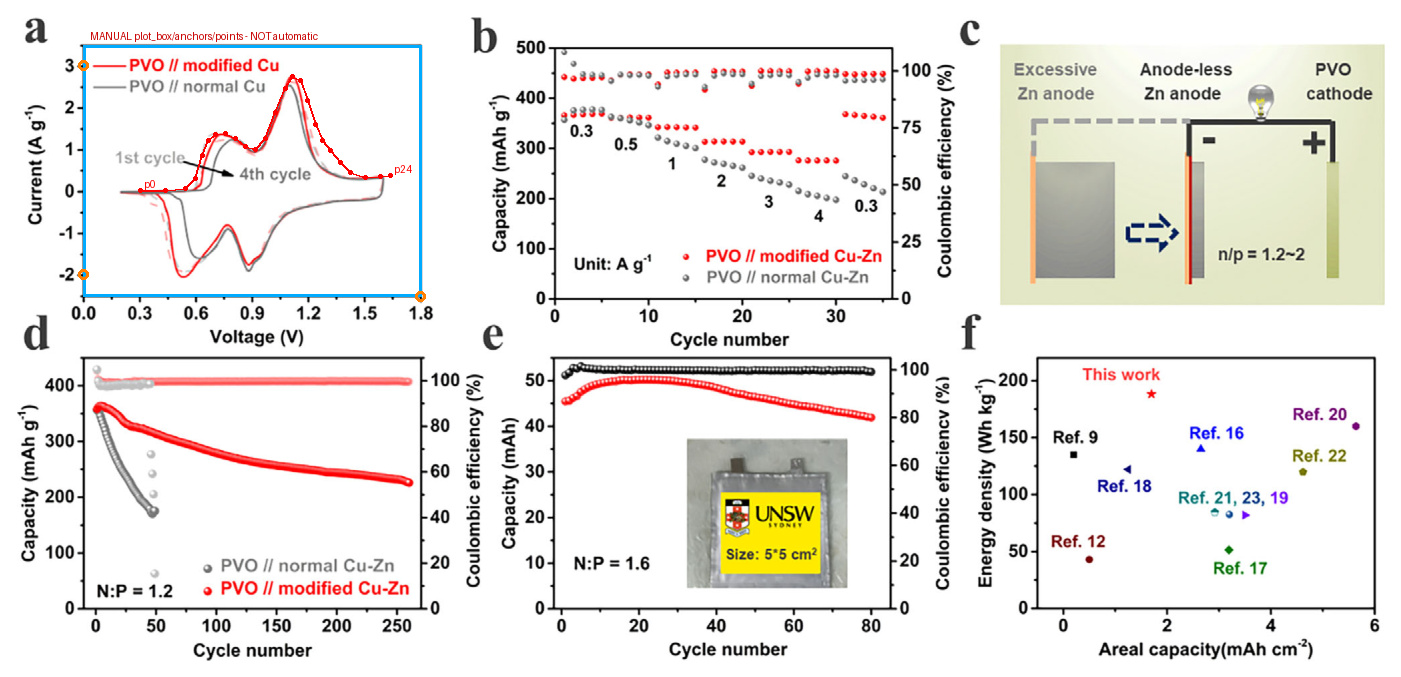 a
MANUAL plot_box/anchors/points - NOT automatic
PVO // modified Cu
PVO // normal Cu
1st cycle
4th cycle
p0
p24
3
2
1
0
-1
-2
Current (A g⁻¹)
0.0 0.3 0.6 0.9 1.2 1.5 1.8
Voltage (V)
b
500
400
300
200
100
0
Capacity (mAh g⁻¹)
100
75
50
25
0
Coulombic efficiency (%)
0.3 0.5 1 2 3 4 0.3
Unit: A g⁻¹
PVO // modified Cu-Zn
PVO // normal Cu-Zn
0 10 20 30
Cycle number
c
Excessive
Zn anode
Anode-less
Zn anode
PVO
cathode
- +
n/p = 1.2~2
d
400
300
200
100
0
Capacity (mAh g⁻¹)
100
80
60
40
20
0
Coulombic efficiency (%)
PVO // normal Cu-Zn
PVO // modified Cu-Zn
N:P = 1.2
0 50 100 150 200 250
Cycle number
e
50
40
30
20
10
0
Capacity (mAh)
100
80
60
40
20
0
Coulombic efficiency (%)
UNSW
SYDNEY
Size: 5*5 cm²
N:P = 1.6
0 20 40 60 80
Cycle number
f
200
150
100
50
0
Energy density (Wh kg⁻¹)
This work
Ref. 20
Ref. 9
Ref. 16
Ref. 22
Ref. 18
Ref. 21, 23, 19
Ref. 12
Ref. 17
0 2 4 6
Areal capacity(mAh cm⁻²)